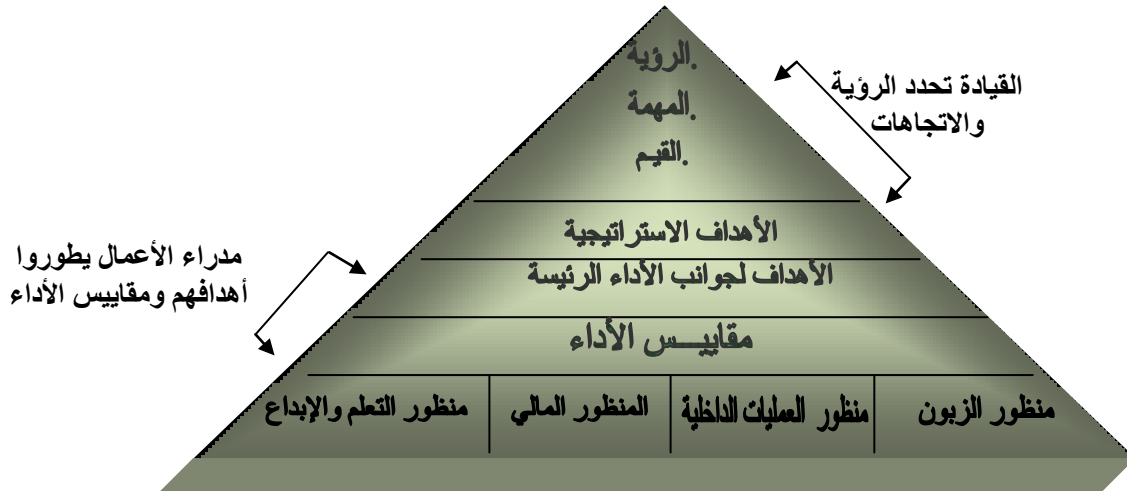 .الرؤية
.المهمة
.القيم
القيادة تحدد الرؤية
والاتجاهات
الأهداف الاستراتيجية
الأهداف لجوانب الأداء الرئيسة
مدراء الأعمال يطوروا
أهدافهم ومقاييس الأداء
مقاييـــس الأداء
منظور الزبون
منظور العمليات الداخلية
المنظور المالي
منظور التعلم والإبداع